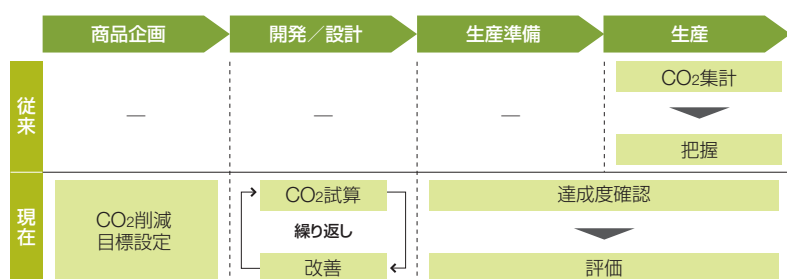 商品企画
開発／設計
生産準備
生産
従来
—
—
—
CO2集計
把握
現在
CO2削減
目標設定
CO2試算
繰り返し
改善
達成度確認
評価